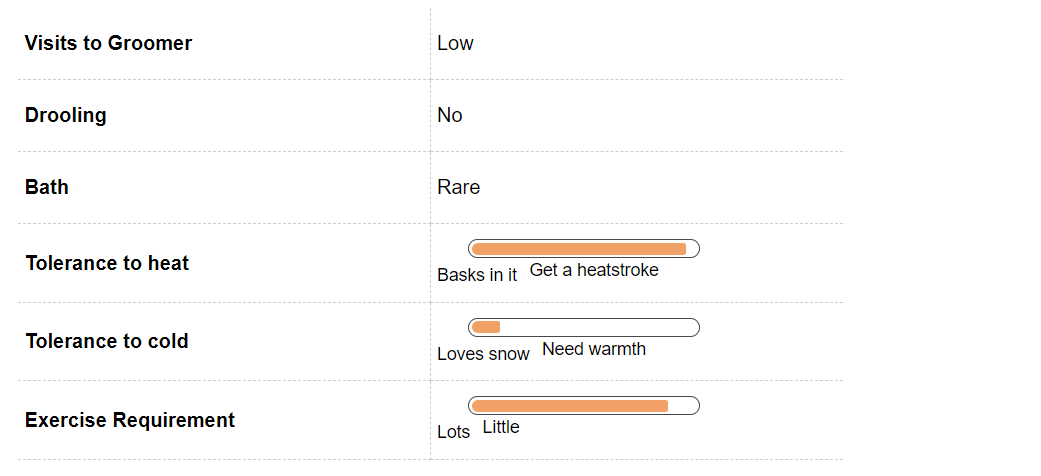 Visits to Groomer Low
Drooling No
Bath Rare
Tolerance to heat
Basks in it Get a heatstroke
Tolerance to cold
Loves snow Need warmth
Exercise Requirement
Lots Little